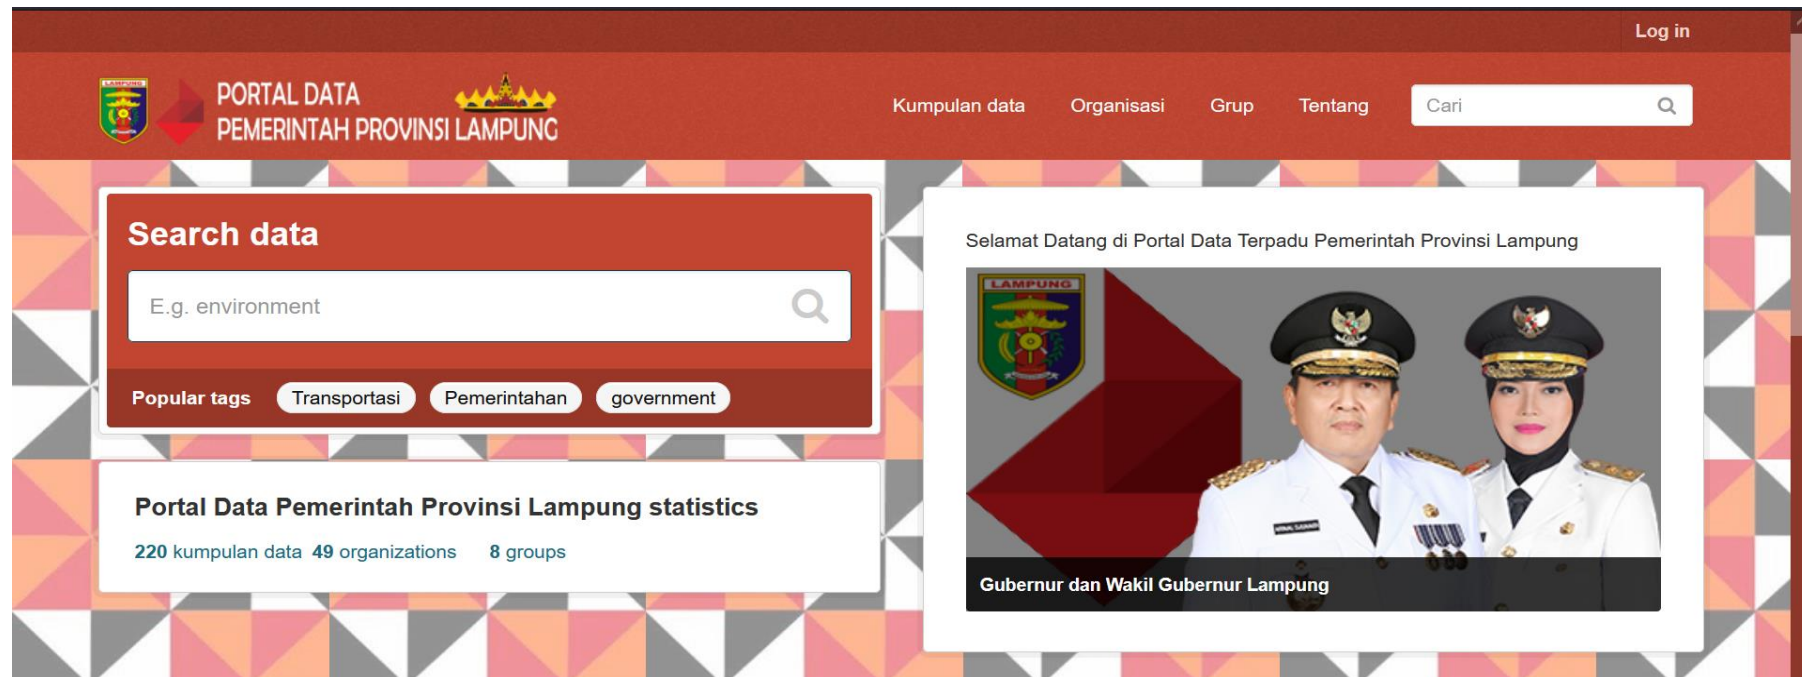 Log in
LAMPUNG
PORTAL DATA
PEMERINTAH PROVINSI LAMPUNG
Kumpulan data
Organisasi
Grup
Tentang
Cari
Search data
E.g. environment
Popular tags
Transportasi
Pemerintahan
government
Portal Data Pemerintah Provinsi Lampung statistics
220 kumpulan data 49 organizations 8 groups
Selamat Datang di Portal Data Terpadu Pemerintah Provinsi Lampung
LAMPUNG
Gubernur dan Wakil Gubernur Lampung